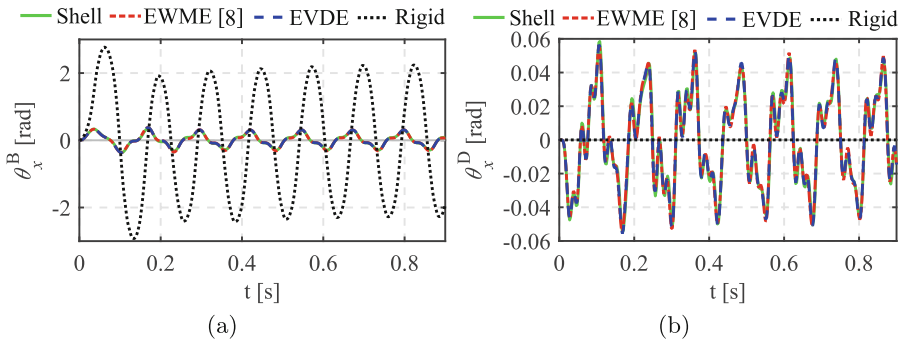 Shell EWME [8] EVDE Rigid
Shell EWME [8] EVDE Rigid
θₓᴮ [rad]
2
0
-2
0 0.2 0.4 0.6 0.8
t [s]
(a)
θₓᴰ [rad]
0.06
0.04
0.02
0
-0.02
-0.04
-0.06
0 0.2 0.4 0.6 0.8
t [s]
(b)